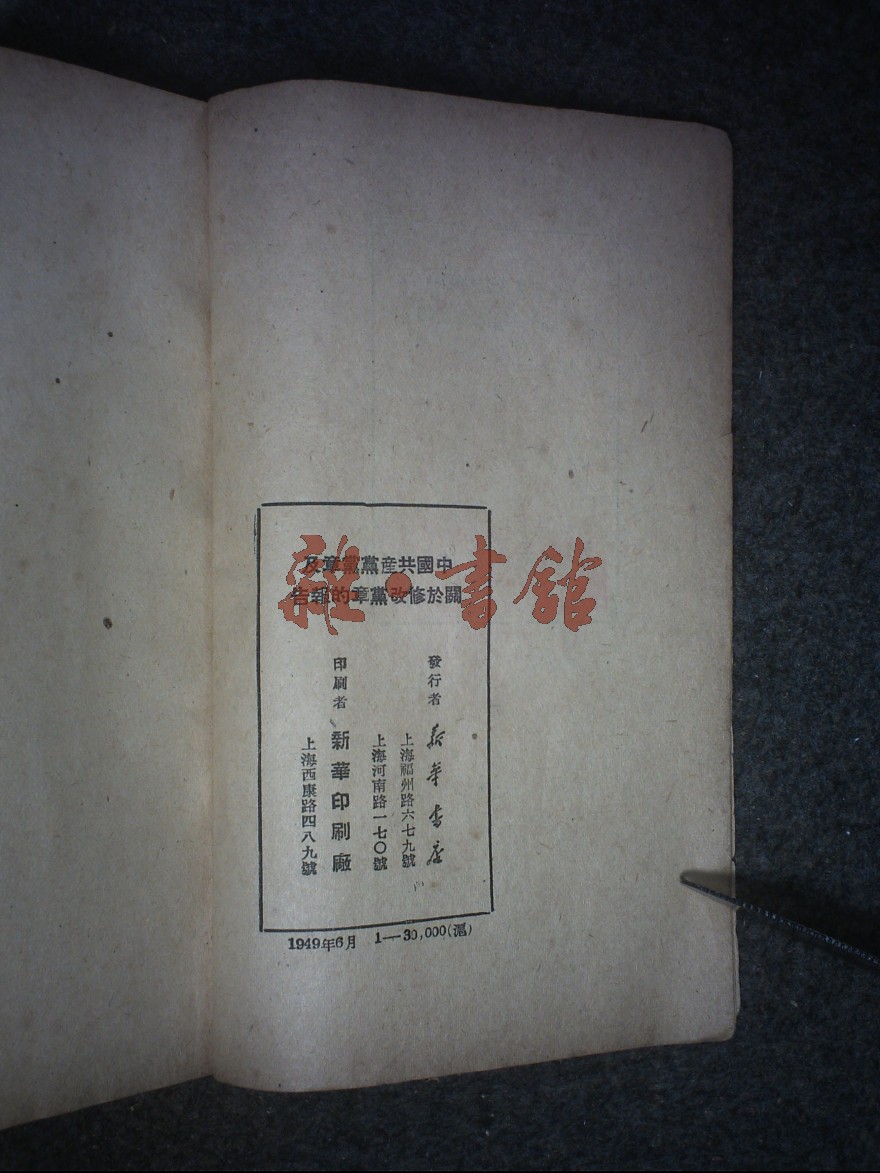 中國共產黨黨章及
關於修改黨章的報告
發行者 新華書店
上海福州路六七九號
上海河南路一七〇號
印刷者 新華印刷廠
上海西康路四八九號
1949年6月 1—30,000(滬)
雜·書館